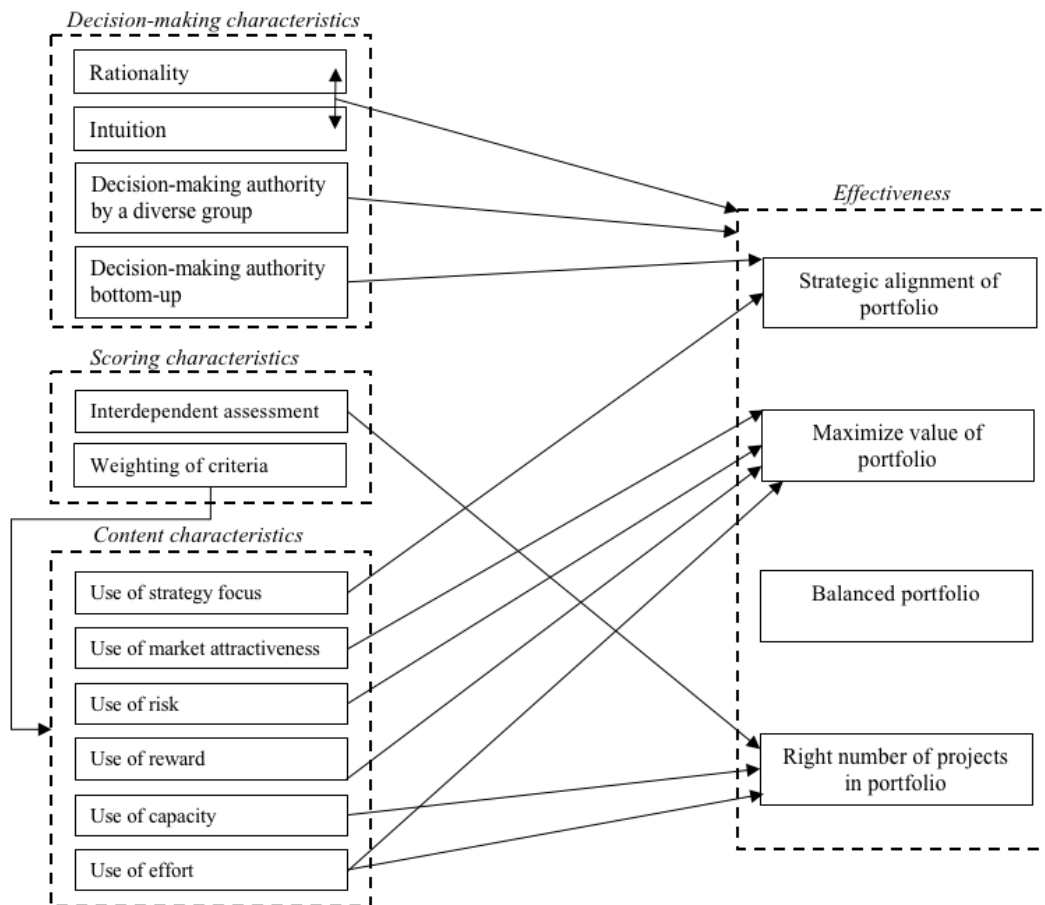 Decision-making characteristics
Rationality
Intuition
Decision-making authority
by a diverse group
Decision-making authority
bottom-up
Scoring characteristics
Interdependent assessment
Weighting of criteria
Content characteristics
Use of strategy focus
Use of market attractiveness
Use of risk
Use of reward
Use of capacity
Use of effort
Effectiveness
Strategic alignment of
portfolio
Maximize value of
portfolio
Balanced portfolio
Right number of projects
in portfolio